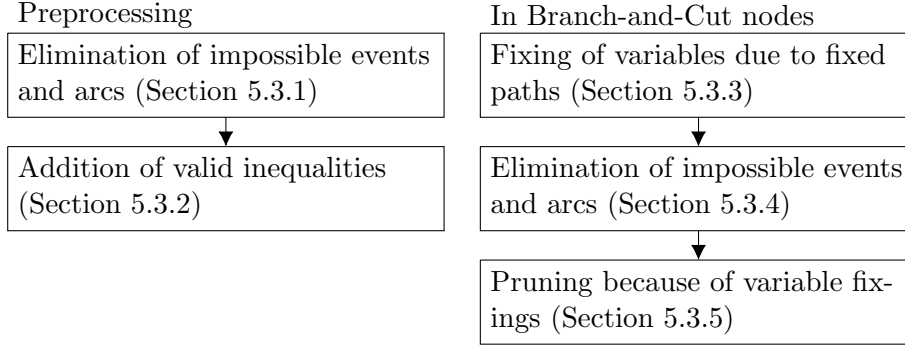 Preprocessing
Elimination of impossible events
and arcs (Section 5.3.1)
Addition of valid inequalities
(Section 5.3.2)
In Branch-and-Cut nodes
Fixing of variables due to fixed
paths (Section 5.3.3)
Elimination of impossible events
and arcs (Section 5.3.4)
Pruning because of variable fix-
ings (Section 5.3.5)